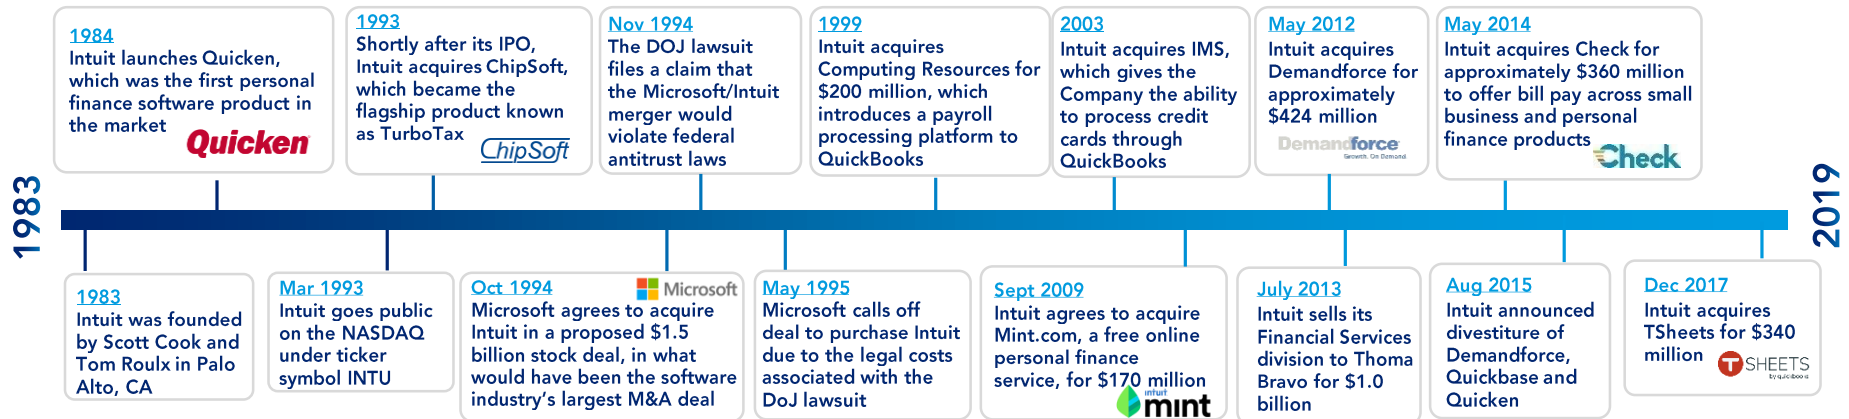 1983
1984
Intuit launches Quicken,
which was the first personal
finance software product in
the market
Quicken
1993
Shortly after its IPO,
Intuit acquires ChipSoft,
which became the
flagship product known
as TurboTax
ChipSoft
Nov 1994
The DOJ lawsuit
files a claim that
the Microsoft/Intuit
merger would
violate federal
antitrust laws
1999
Intuit acquires
Computing Resources for
$200 million, which
introduces a payroll
processing platform to
QuickBooks
2003
Intuit acquires IMS,
which gives the
Company the ability
to process credit
cards through
QuickBooks
May 2012
Intuit acquires
Demandforce for
approximately
$424 million
Demandforce
Growth. On Demand
May 2014
Intuit acquires Check for
approximately $360 million
to offer bill pay across small
business and personal
finance products
Check
2019
1983
Intuit was founded
by Scott Cook and
Tom Roulx in Palo
Alto, CA
Mar 1993
Intuit goes public
on the NASDAQ
under ticker
symbol INTU
Oct 1994
Microsoft
Microsoft agrees to acquire
Intuit in a proposed $1.5
billion stock deal, in what
would have been the software
industry’s largest M&A deal
May 1995
Microsoft calls off
deal to purchase Intuit
due to the legal costs
associated with the
DoJ lawsuit
Sept 2009
Intuit agrees to acquire
Mint.com, a free online
personal finance
service, for $170 million
intuit
mint
July 2013
Intuit sells its
Financial Services
division to Thoma
Bravo for $1.0
billion
Aug 2015
Intuit announced
divestiture of
Demandforce,
Quickbase and
Quicken
Dec 2017
Intuit acquires
TSheets for $340
million
T SHEETS
by quickbooks